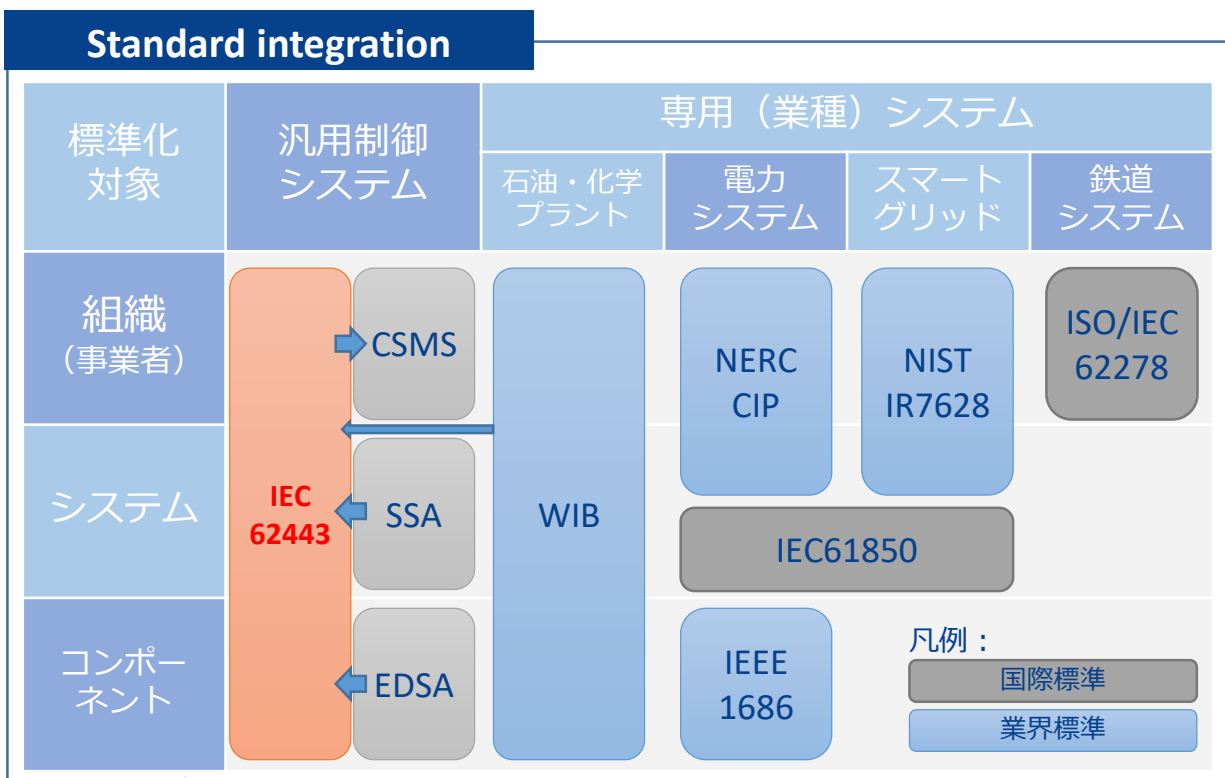 Standard integration
標準化
対象
汎用制御
システム
専用（業種）システム
石油・化学
プラント
電力
システム
スマート
グリッド
鉄道
システム
組織
（事業者）
システム
コンポー
ネント
IEC
62443
CSMS
SSA
EDSA
WIB
NERC
CIP
NIST
IR7628
ISO/IEC
62278
IEC61850
IEEE
1686
凡例：
国際標準
業界標準